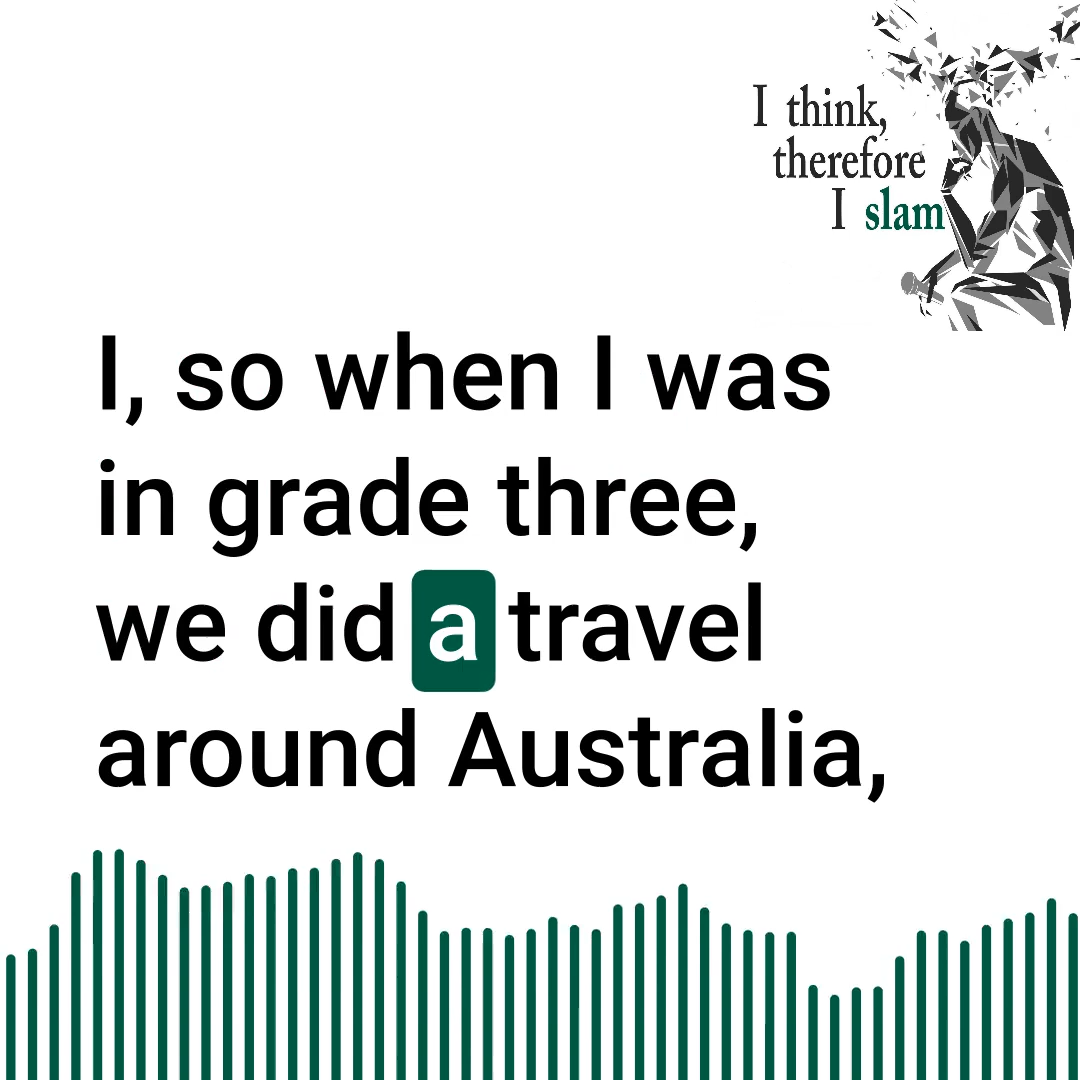 I think,
therefore
I slam
I, so when I was
in grade three,
we did a travel
around Australia,